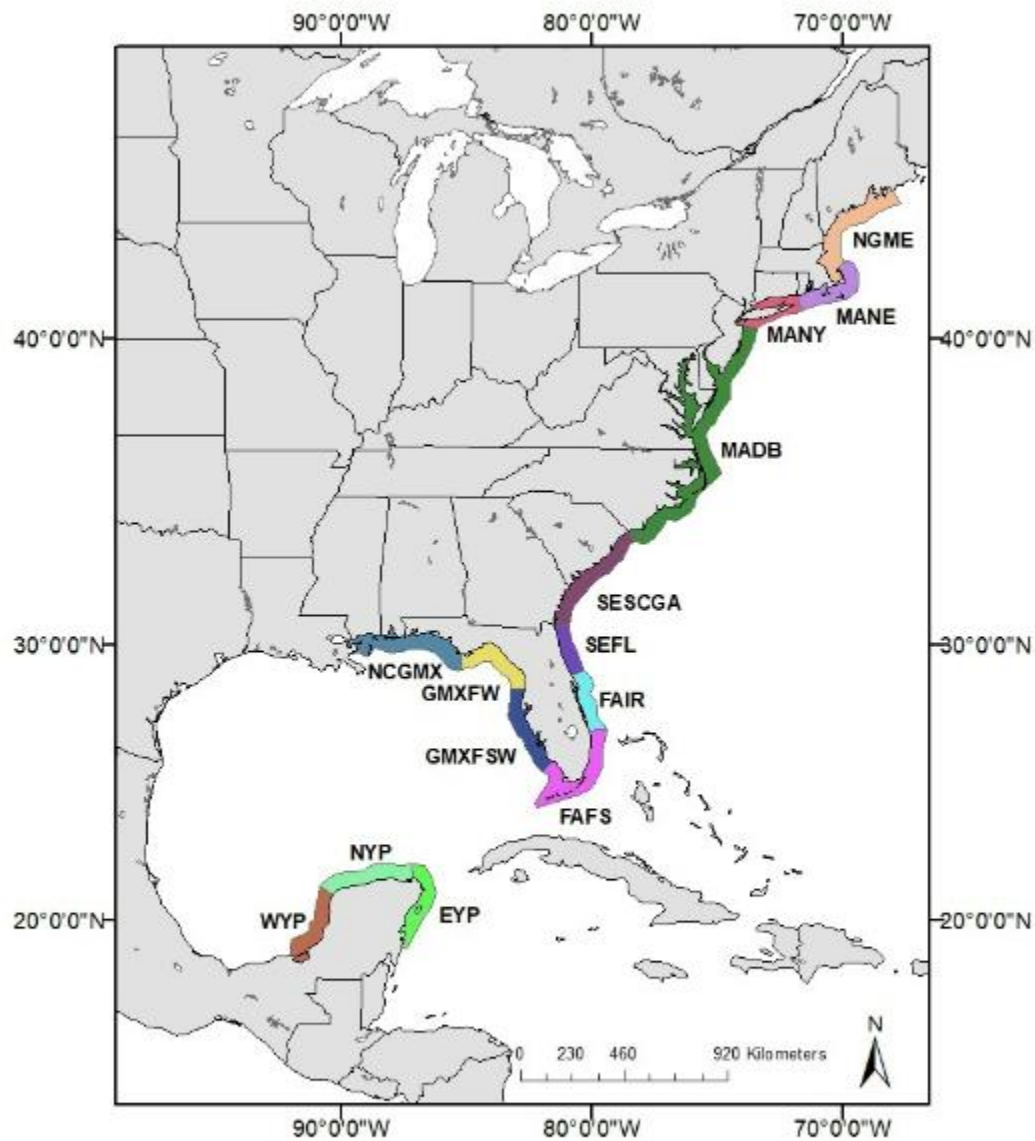 90°0'0"W 80°0'0"W 70°0'0"W
NGME
MANE
MANY
40°0'0"N 40°0'0"N
MADB
SESCGA
30°0'0"N SEFL 30°0'0"N
NCGMX
GMXFW FAIR
GMXFSW
FAFS
NYP
WYP EYP
20°0'0"N 20°0'0"N
N
0 230 460 920 Kilometers
90°0'0"W 80°0'0"W 70°0'0"W